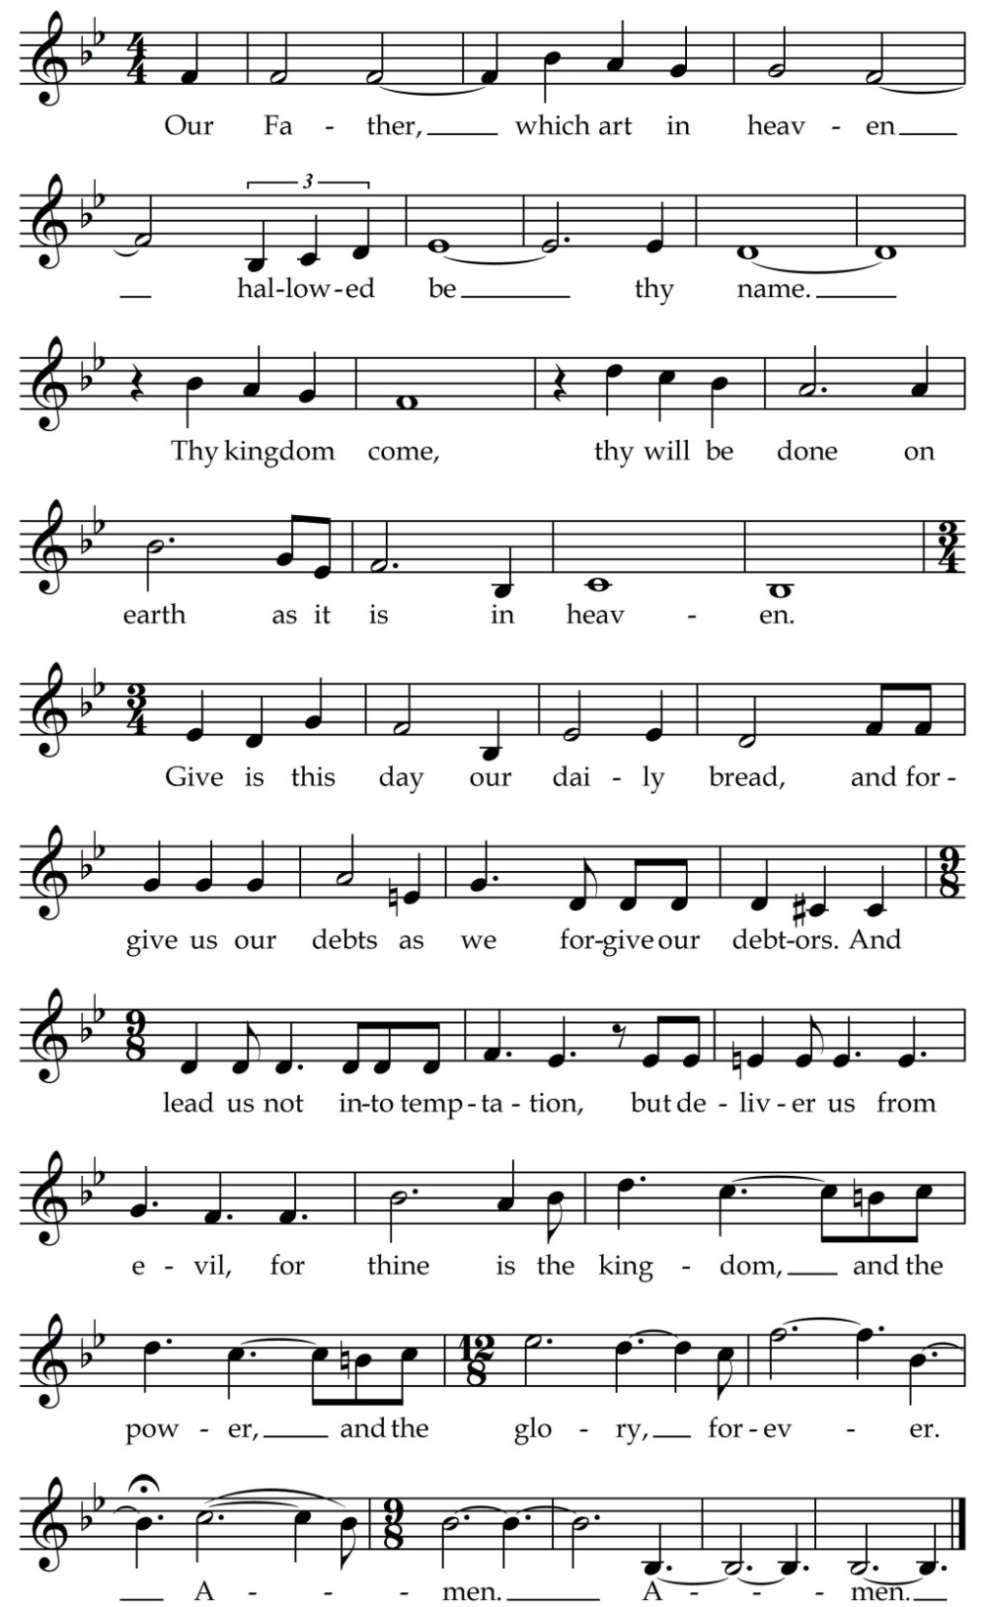 Our Fa - ther, which art in heav - en
3
hal-low-ed be thy name.
Thy kingdom come, thy will be done on
earth as it is in heav - en.
Give is this day our dai - ly bread, and for-
give us our debts as we for-give our debt-ors. And
lead us not in-to temp-ta-tion, but de-liv-er us from
e - vil, for thine is the king - dom, and the
pow - er, and the glo - ry, for-ev - er.
A - - - men. A - - - men.